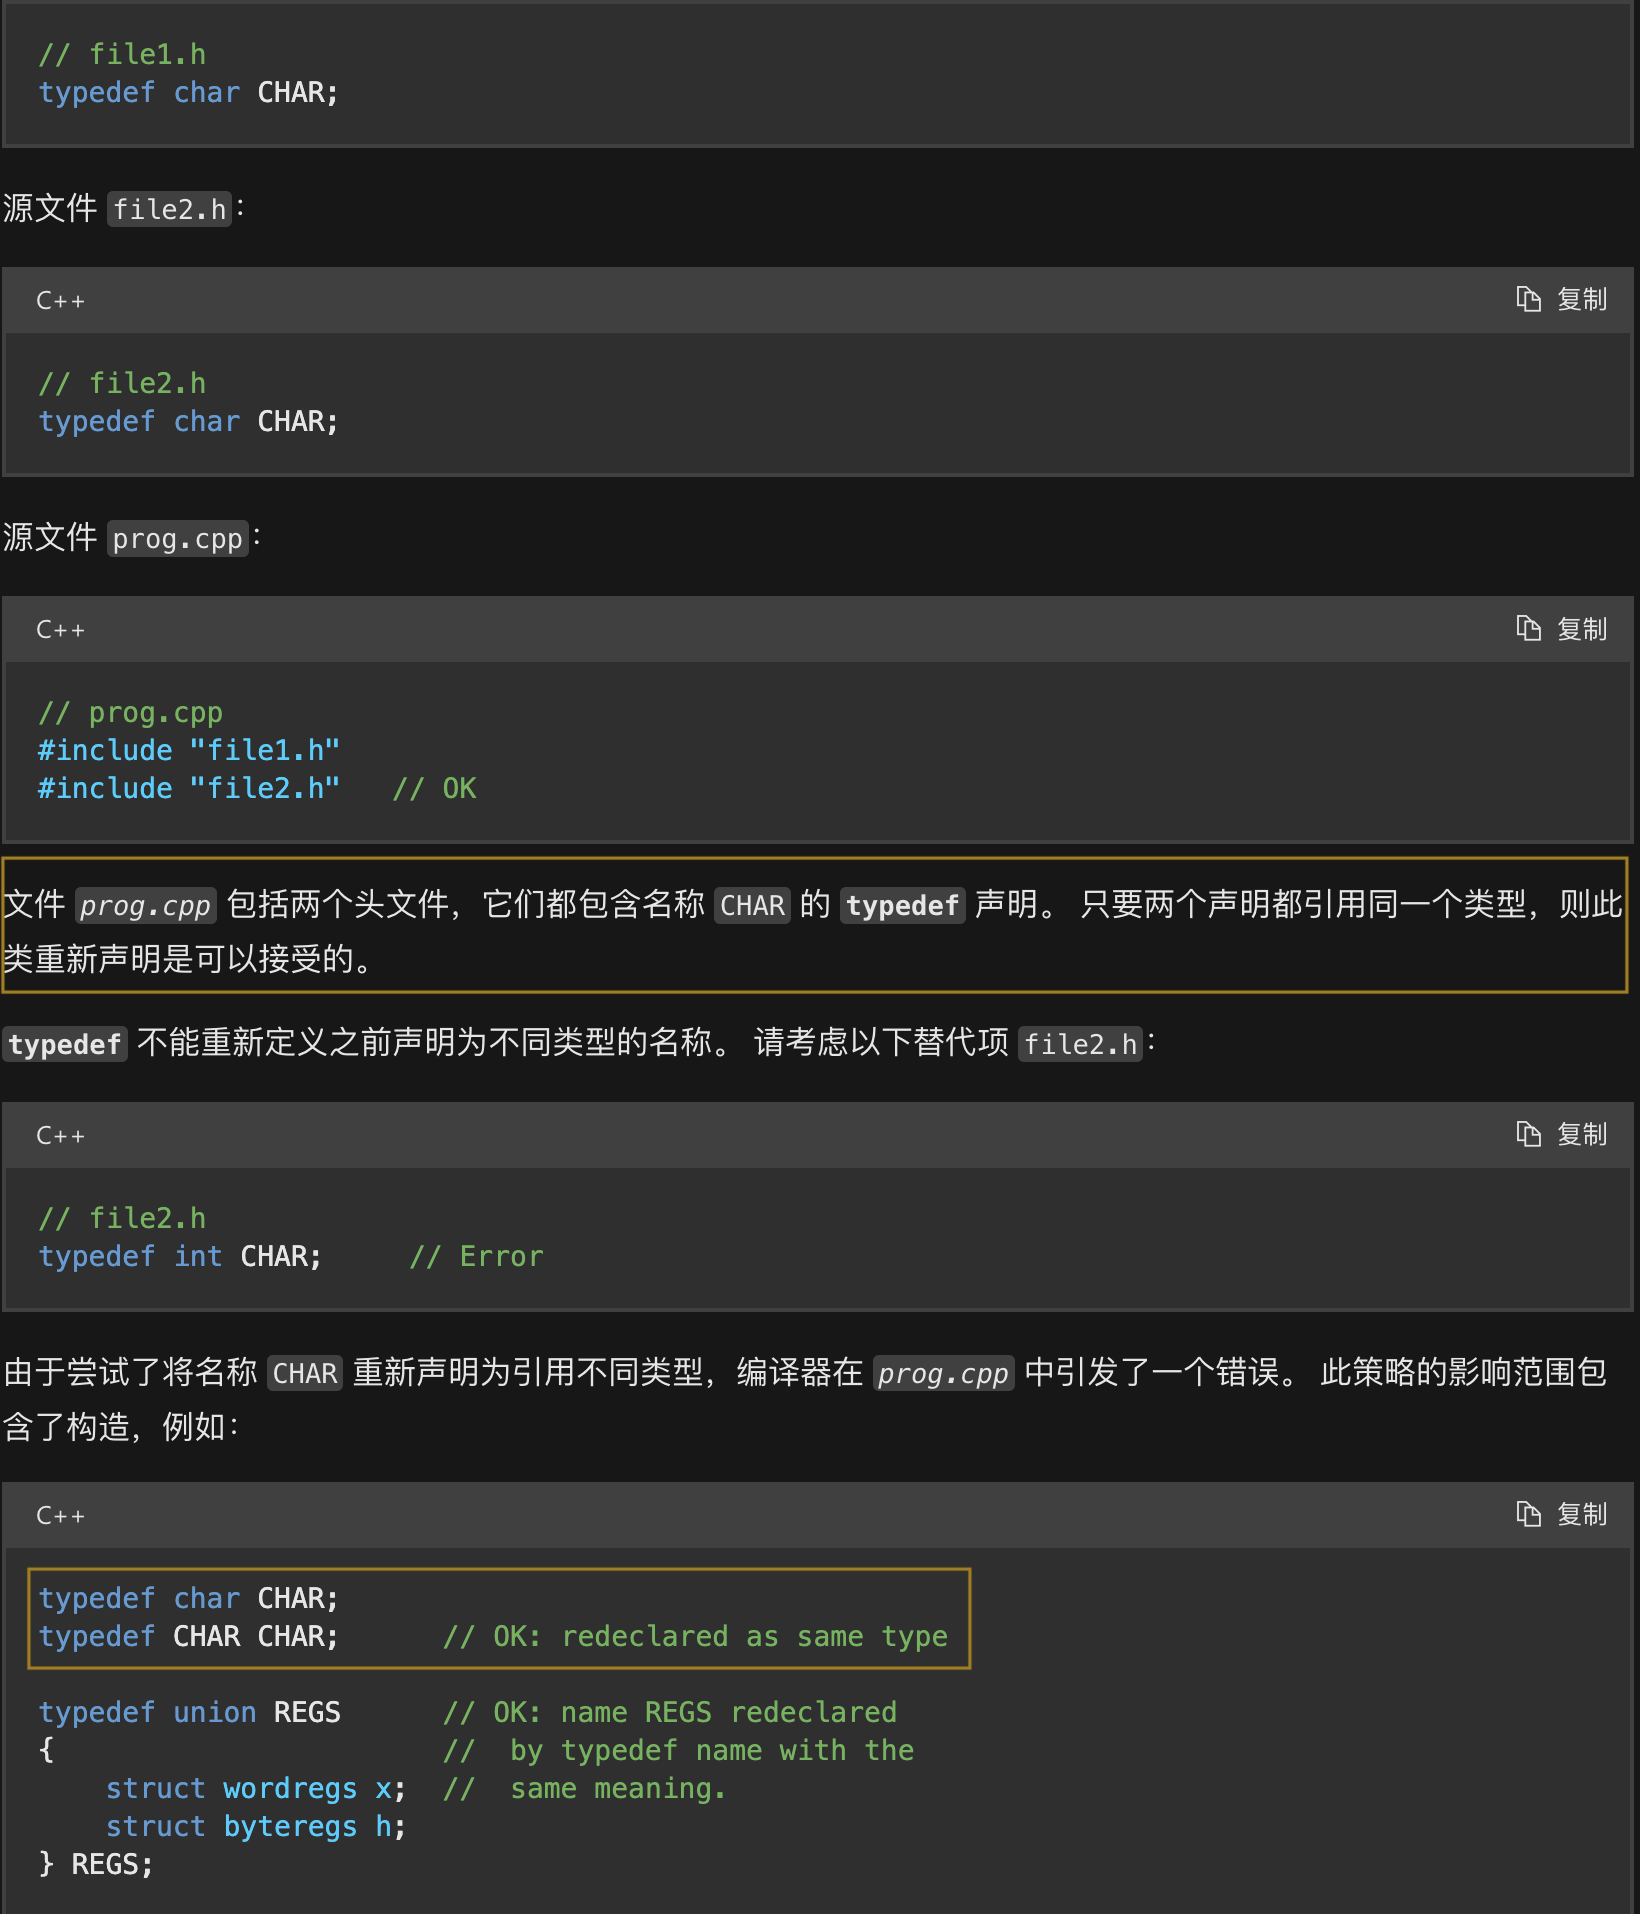 // file1.h
typedef char CHAR;
源文件 file2.h：
C++ 复制
// file2.h
typedef char CHAR;
源文件 prog.cpp：
C++ 复制
// prog.cpp
#include "file1.h"
#include "file2.h"   // OK
文件 prog.cpp 包括两个头文件，它们都包含名称 CHAR 的 typedef 声明。 只要两个声明都引用同一个类型，则此
类重新声明是可以接受的。
typedef 不能重新定义之前声明为不同类型的名称。 请考虑以下替代项 file2.h：
C++ 复制
// file2.h
typedef int CHAR;     // Error
由于尝试了将名称 CHAR 重新声明为引用不同类型，编译器在 prog.cpp 中引发了一个错误。 此策略的影响范围包
含了构造，例如：
C++ 复制
typedef char CHAR;
typedef CHAR CHAR;      // OK: redeclared as same type
typedef union REGS      // OK: name REGS redeclared
{                       //  by typedef name with the
    struct wordregs x;  //  same meaning.
    struct byteregs h;
} REGS;